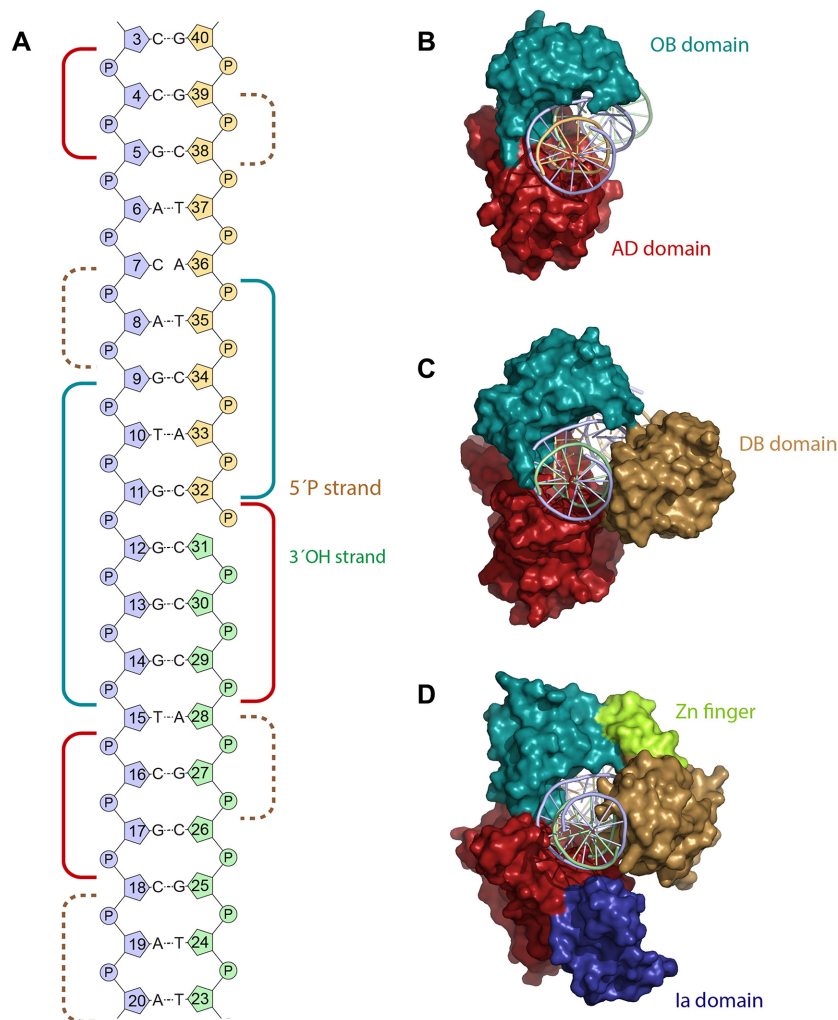 A
3 C G 40
P P
4 C G 39
P P
5 G C 38
P P
6 A T 37
P P
7 C A 36
P P
8 A T 35
P P
9 G C 34
P P
10 T A 33
P P
11 G C 32
5´P strand
P P
12 G C 31
3´OH strand
P P
13 G C 30
P P
14 G C 29
P P
15 T A 28
P P
16 C G 27
P P
17 G C 26
P P
18 C G 25
P P
19 A T 24
P P
20 A T 23
B
OB domain
AD domain
C
DB domain
D
Zn finger
Ia domain